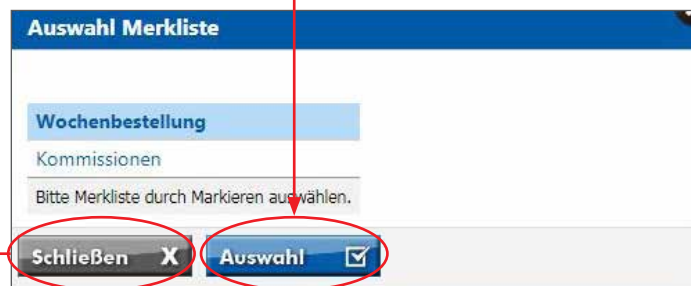 Auswahl Merkliste
Wochenbestellung
Kommissionen
Bitte Merkliste durch Markieren auswählen.
Schließen X Auswahl